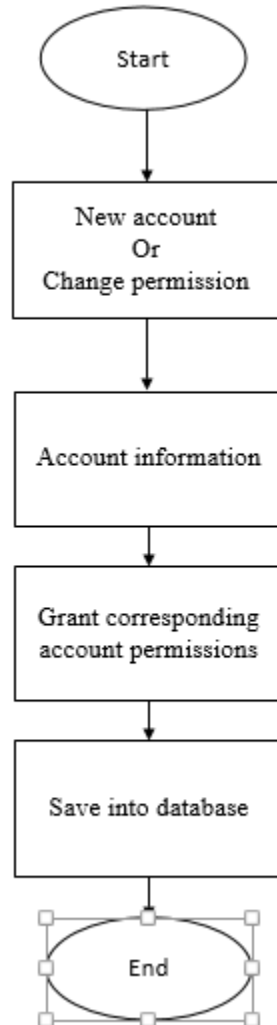 Start
New account
Or
Change permission
Account information
Grant corresponding
account permissions
Save into database
End